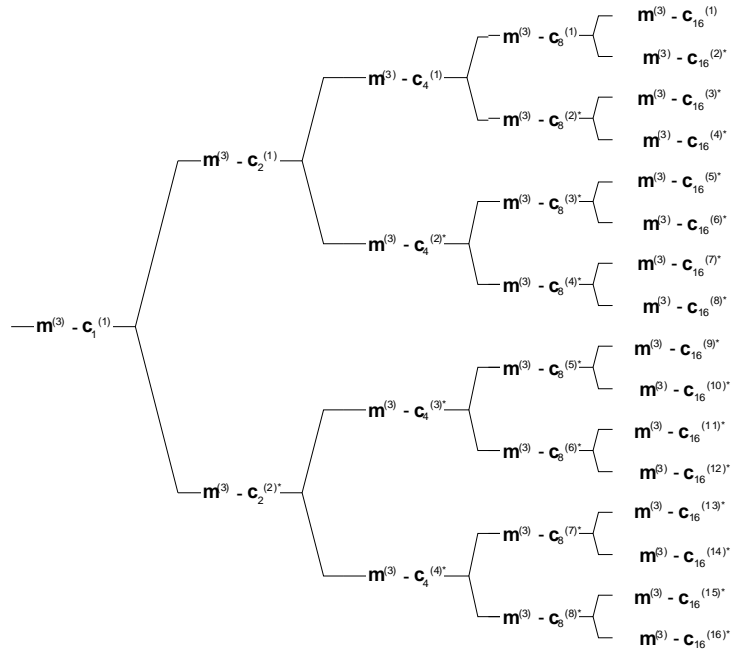 m⁽³⁾ - c₁⁽¹⁾
m⁽³⁾ - c₂⁽¹⁾
m⁽³⁾ - c₂⁽²⁾*
m⁽³⁾ - c₄⁽¹⁾
m⁽³⁾ - c₄⁽²⁾*
m⁽³⁾ - c₄⁽³⁾*
m⁽³⁾ - c₄⁽⁴⁾*
m⁽³⁾ - c₈⁽¹⁾
m⁽³⁾ - c₈⁽²⁾*
m⁽³⁾ - c₈⁽³⁾*
m⁽³⁾ - c₈⁽⁴⁾*
m⁽³⁾ - c₈⁽⁵⁾*
m⁽³⁾ - c₈⁽⁶⁾*
m⁽³⁾ - c₈⁽⁷⁾*
m⁽³⁾ - c₈⁽⁸⁾*
m⁽³⁾ - c₁₆⁽¹⁾
m⁽³⁾ - c₁₆⁽²⁾*
m⁽³⁾ - c₁₆⁽³⁾*
m⁽³⁾ - c₁₆⁽⁴⁾*
m⁽³⁾ - c₁₆⁽⁵⁾*
m⁽³⁾ - c₁₆⁽⁶⁾*
m⁽³⁾ - c₁₆⁽⁷⁾*
m⁽³⁾ - c₁₆⁽⁸⁾*
m⁽³⁾ - c₁₆⁽⁹⁾*
m⁽³⁾ - c₁₆⁽¹⁰⁾*
m⁽³⁾ - c₁₆⁽¹¹⁾*
m⁽³⁾ - c₁₆⁽¹²⁾*
m⁽³⁾ - c₁₆⁽¹³⁾*
m⁽³⁾ - c₁₆⁽¹⁴⁾*
m⁽³⁾ - c₁₆⁽¹⁵⁾*
m⁽³⁾ - c₁₆⁽¹⁶⁾*